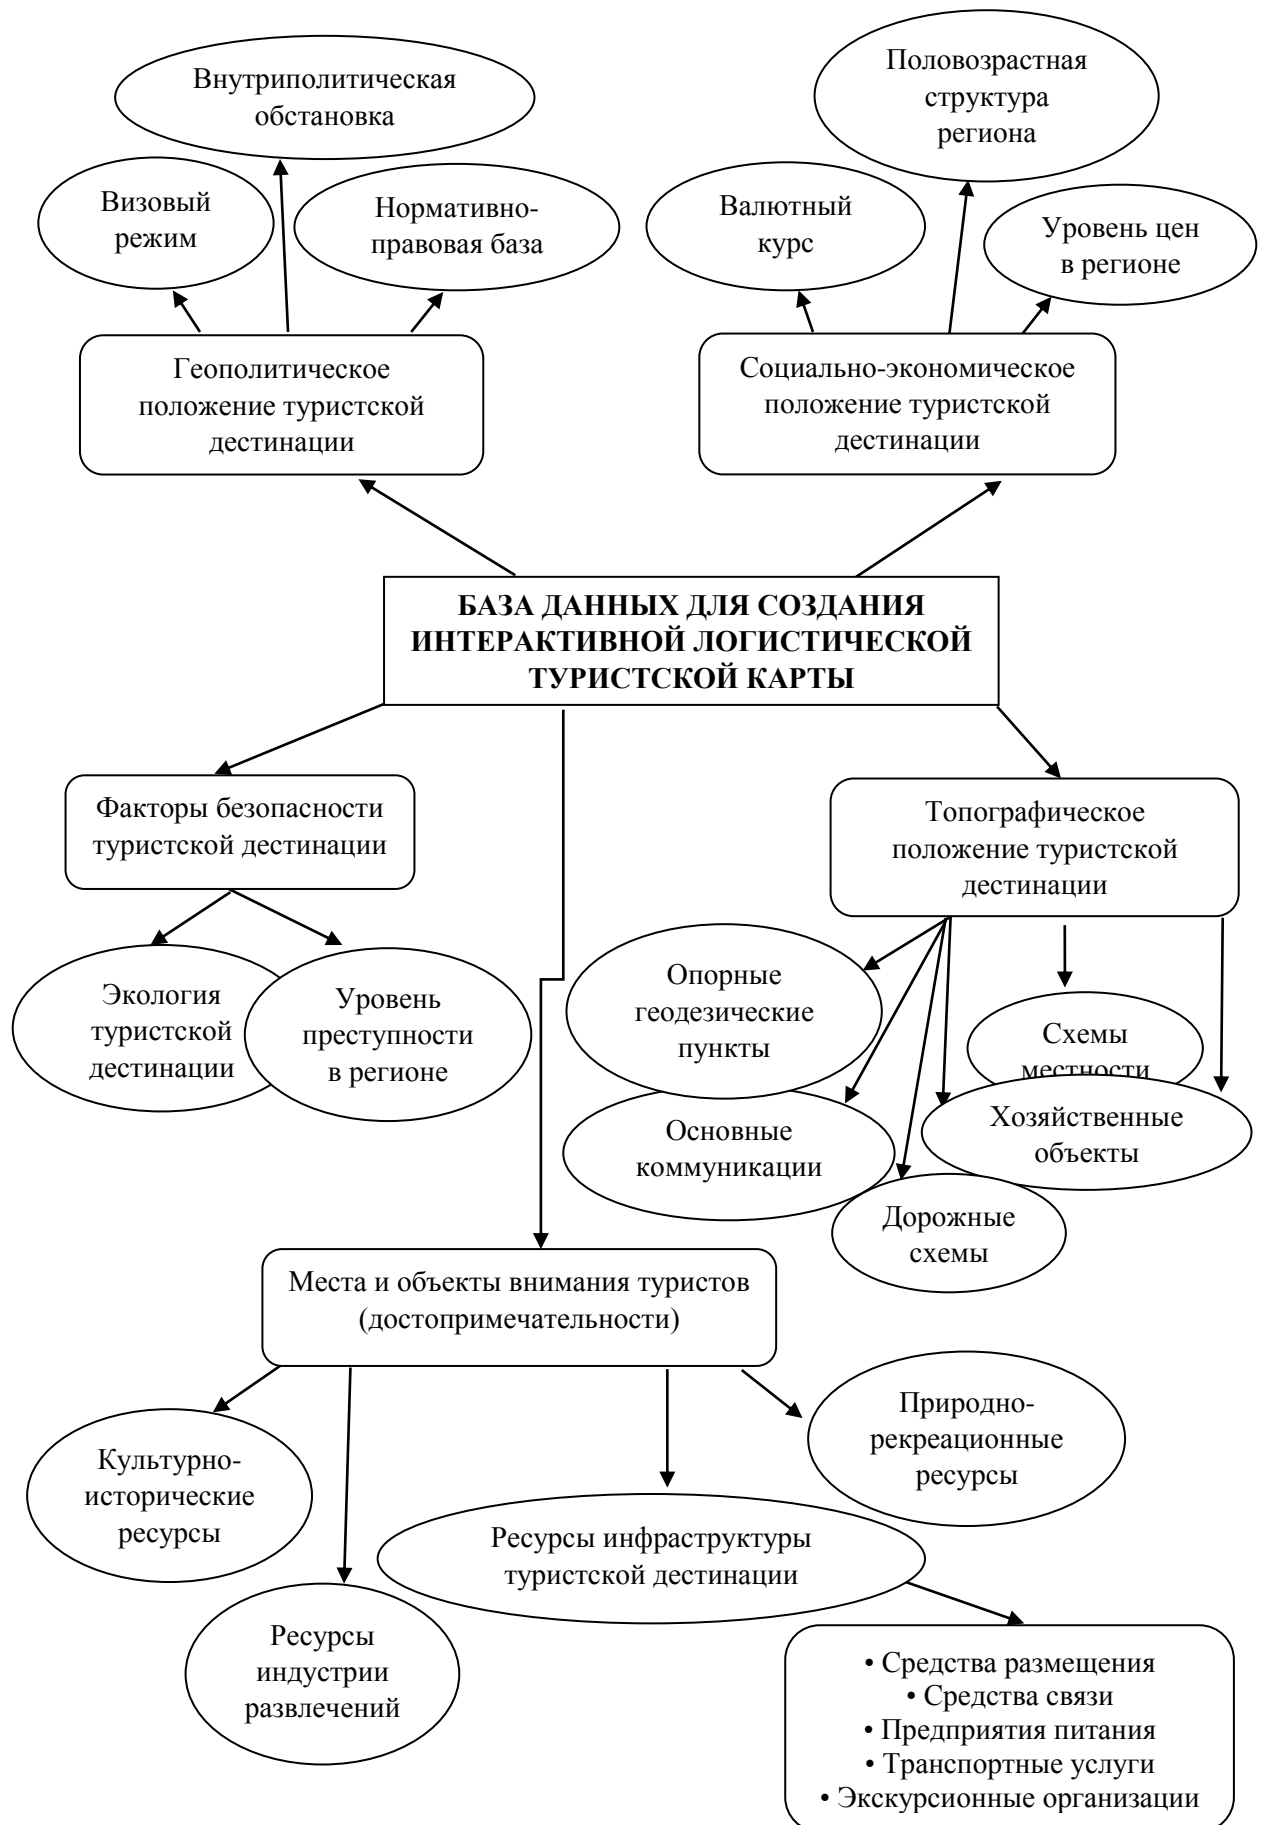 Внутриполитическая
обстановка
Половозрастная
структура
региона
Визовый
режим
Нормативно-
правовая база
Валютный
курс
Уровень цен
в регионе
Геополитическое
положение туристской
дестинации
Социально-экономическое
положение туристской
дестинации
БАЗА ДАННЫХ ДЛЯ СОЗДАНИЯ
ИНТЕРАКТИВНОЙ ЛОГИСТИЧЕСКОЙ
ТУРИСТСКОЙ КАРТЫ
Факторы безопасности
туристской дестинации
Топографическое
положение туристской
дестинации
Экология
туристской
дестинации
Уровень
преступности
в регионе
Опорные
геодезические
пункты
Схемы
местности
Основные
коммуникации
Хозяйственные
объекты
Дорожные
схемы
Места и объекты внимания туристов
(достопримечательности)
Культурно-
исторические
ресурсы
Природно-
рекреационные
ресурсы
Ресурсы инфраструктуры
туристской дестинации
Ресурсы
индустрии
развлечений
• Средства размещения
• Средства связи
• Предприятия питания
• Транспортные услуги
• Экскурсионные организации